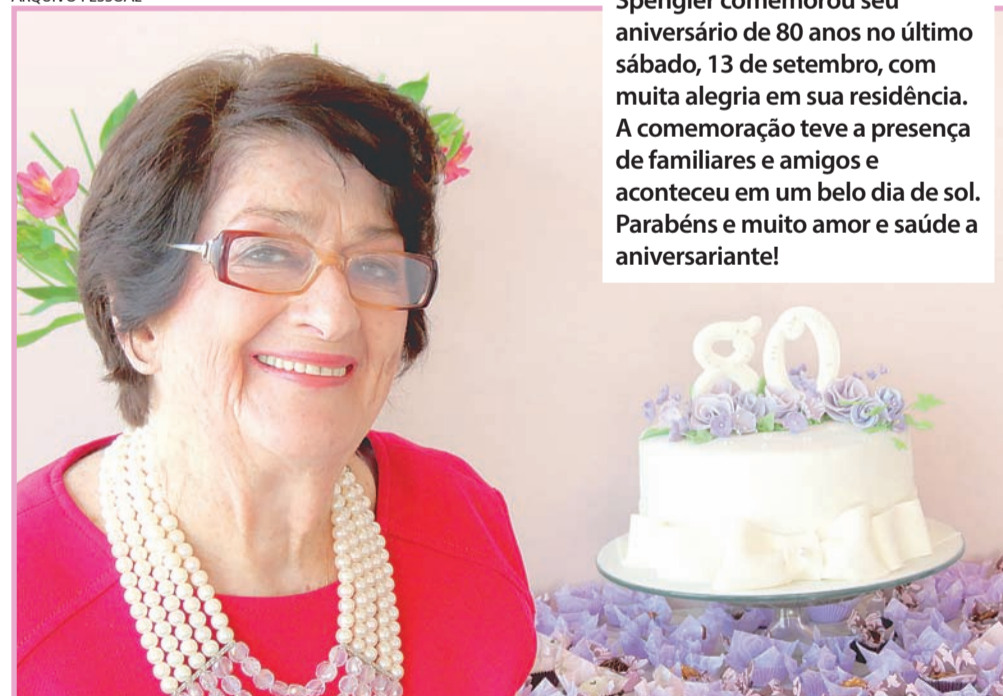 ARQUIVO PESSOAL
Spengler comemorou seu
aniversário de 80 anos no último
sábado, 13 de setembro, com
muita alegria em sua residência.
A comemoração teve a presença
de familiares e amigos e
aconteceu em um belo dia de sol.
Parabéns e muito amor e saúde a
aniversariante!
80